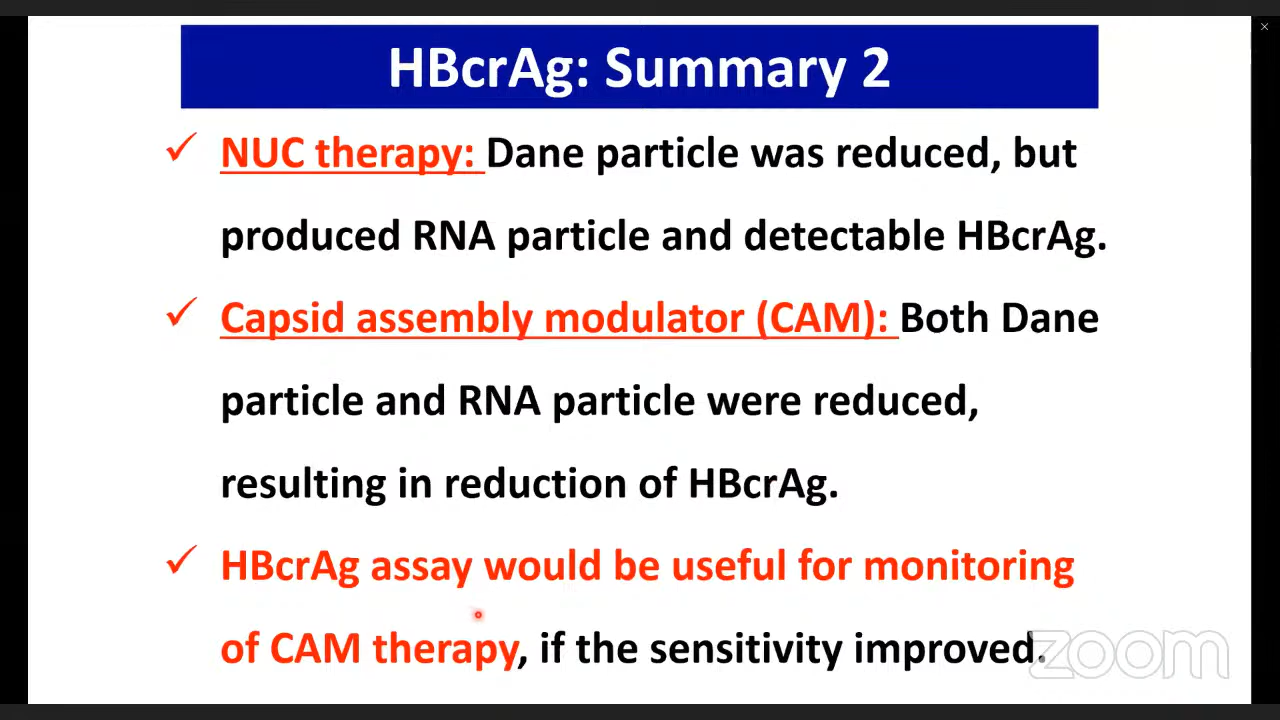 HBcrAg: Summary 2
✓ NUC therapy: Dane particle was reduced, but
produced RNA particle and detectable HBcrAg.
✓ Capsid assembly modulator (CAM): Both Dane
particle and RNA particle were reduced,
resulting in reduction of HBcrAg.
✓ HBcrAg assay would be useful for monitoring
of CAM therapy, if the sensitivity improved.
zoom